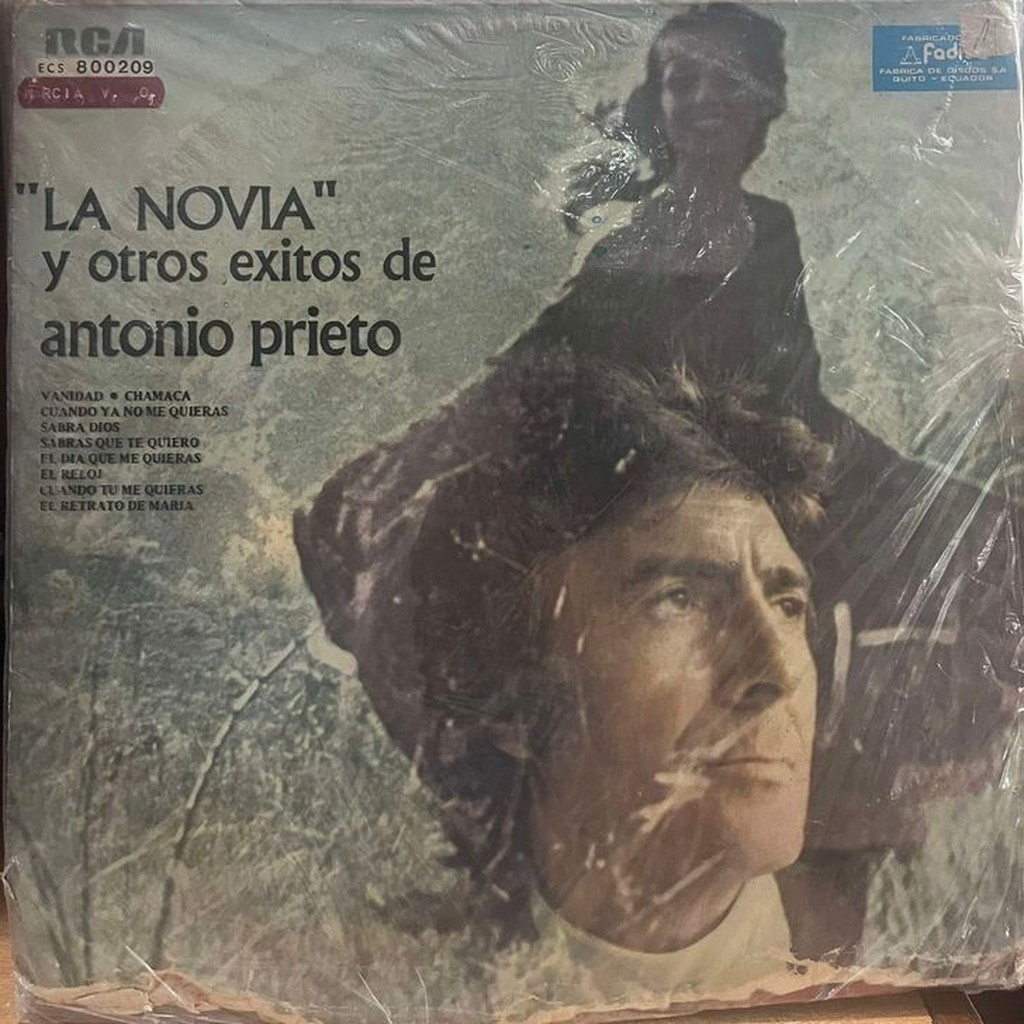 RCA
ECS 800209
"LA NOVIA"
y otros exitos de
antonio prieto
VANIDAD • CHAMACA
CUANDO YA NO ME QUIERAS
SABRA DIOS
SABRAS QUE TE QUIERO
EL DIA QUE ME QUIERAS
EL RELOJ
CUANDO TU ME QUIERAS
EL RETRATO DE MARIA
FABRICADO
FABRICA DE DISCOS S.A
QUITO - ECUADOR